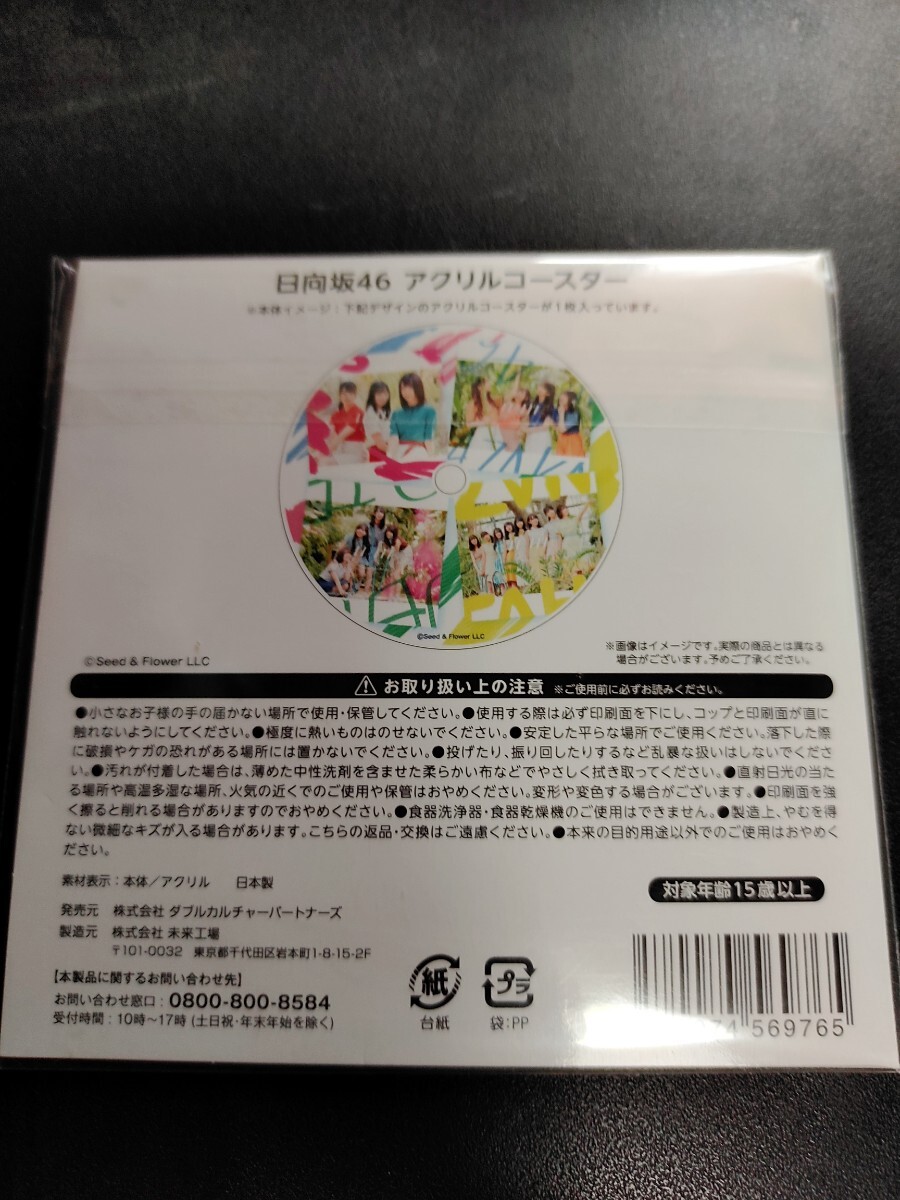 日向坂46 アクリルコースター
※本体イメージ：下記デザインのアクリルコースターが1枚入っています。
©Seed & Flower LLC
※画像はイメージです。実際の商品とは異なる
場合がございます。予めご了承ください。
©Seed & Flower LLC
お取り扱い上の注意 ※ご使用前に必ずお読みください。
●小さなお子様の手の届かない場所で使用・保管してください。●使用する際は必ず印刷面を下にし、コップと印刷面が直に
触れないようにしてください。●極度に熱いものはのせないでください。●安定した平らな場所でご使用ください。落下した際
に破損やケガの恐れがある場所には置かないでください。●投げたり、振り回したりするなど乱暴な扱いはしないでくださ
い。●汚れが付着した場合は、薄めた中性洗剤を含ませた柔らかい布などでやさしく拭き取ってください。●直射日光の当た
る場所や高温多湿な場所、火気の近くでのご使用や保管はおやめください。変形や変色する場合がございます。●印刷面を強
く擦ると削れる場合がありますのでおやめください。●食器洗浄器・食器乾燥機のご使用はできません。●製造上、やむを得
ない微細なキズが入る場合があります。こちらの返品・交換はご遠慮ください。●本来の目的用途以外でのご使用はおやめく
ださい。
素材表示：本体/アクリル 日本製
対象年齢15歳以上
発売元 株式会社 ダブルカルチャーパートナーズ
製造元 株式会社 未来工場
〒101-0032 東京都千代田区岩本町1-8-15-2F
【本製品に関するお問い合わせ先】
お問い合わせ窓口：0800-800-8584
受付時間：10時～17時 (土日祝・年末年始を除く)
紙
台紙
プラ
袋：PP
74 569765